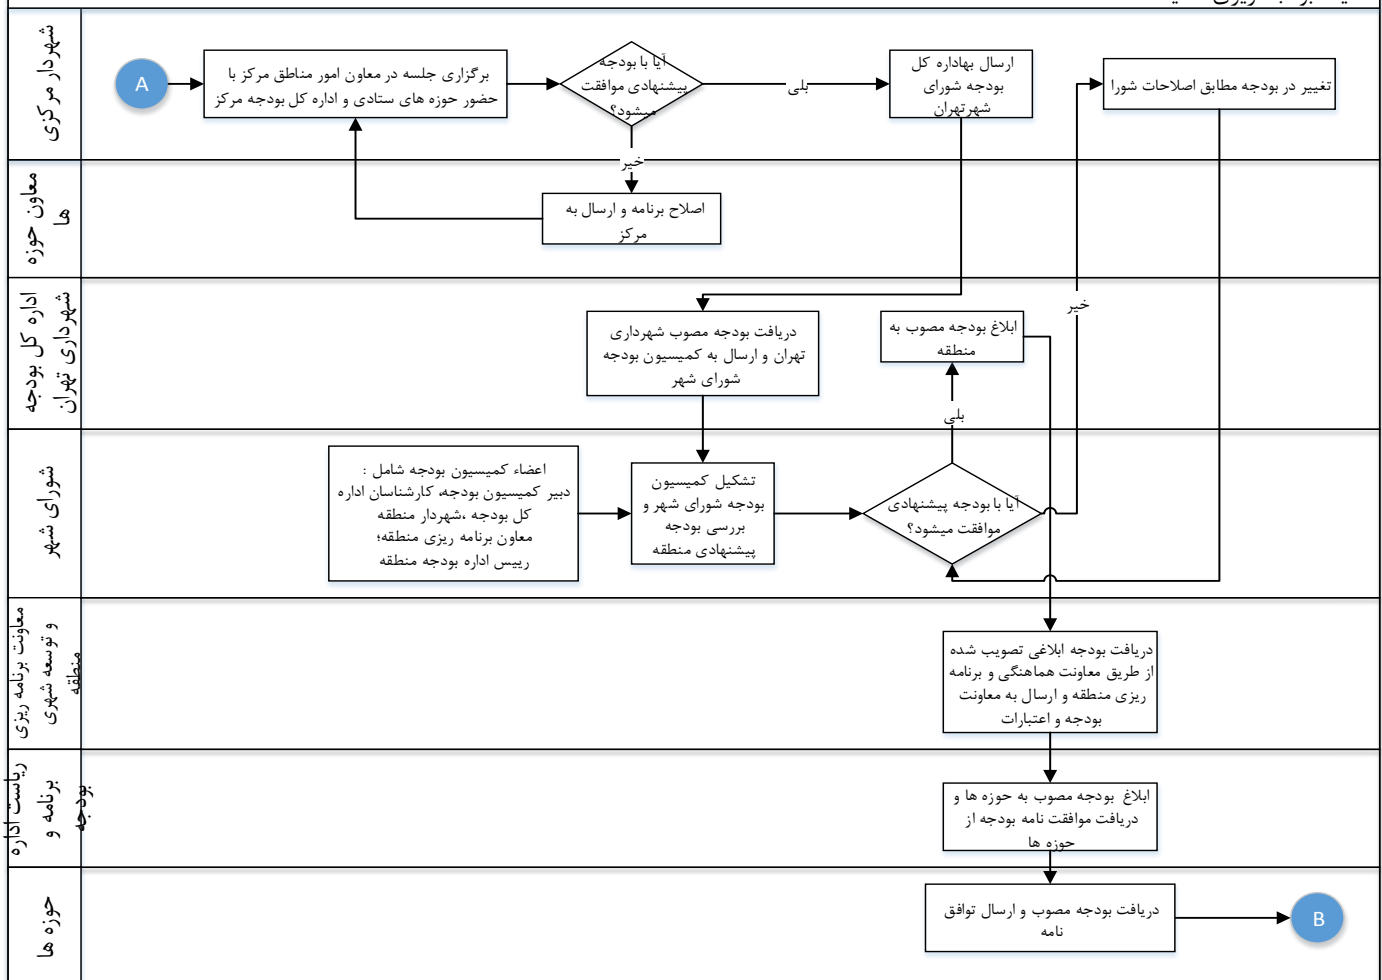 شهردار مرکزی
A
برگزاری جلسه در معاون امور مناطق مرکز با
حضور حوزه های ستادی و اداره کل بودجه مرکز
آیا با بودجه
پیشنهادی موافقت
میشود؟
بلی
ارسال بهاداره کل
بودجه شورای
شهرتهران
تغییر در بودجه مطابق اصلاحات شورا
خیر
معاون حوزه
ها
اصلاح برنامه و ارسال به
مرکز
اداره کل بودجه
شهرداری تهران
دریافت بودجه مصوب شهرداری
تهران و ارسال به کمیسیون بودجه
شورای شهر
ابلاغ بودجه مصوب به
منطقه
خیر
بلی
شورای شهر
اعضاء کمیسیون بودجه شامل :
دبیر کمیسیون بودجه، کارشناسان اداره
کل بودجه ،شهردار منطقه
معاون برنامه ریزی منطقه؛
رییس اداره بودجه منطقه
تشکیل کمیسیون
بودجه شورای شهر و
بررسی بودجه
پیشنهادی منطقه
آیا با بودجه پیشنهادی
موافقت میشود؟
معاونت برنامه ریزی
و توسعه شهری
منطقه
دریافت بودجه ابلاغی تصویب شده
از طریق معاونت هماهنگی و برنامه
ریزی منطقه و ارسال به معاونت
بودجه و اعتبارات
ریاست اداره
برنامه و
بودجه
ابلاغ بودجه مصوب به حوزه ها و
دریافت موافقت نامه بودجه از
حوزه ها
حوزه ها
دریافت بودجه مصوب و ارسال توافق
نامه
B